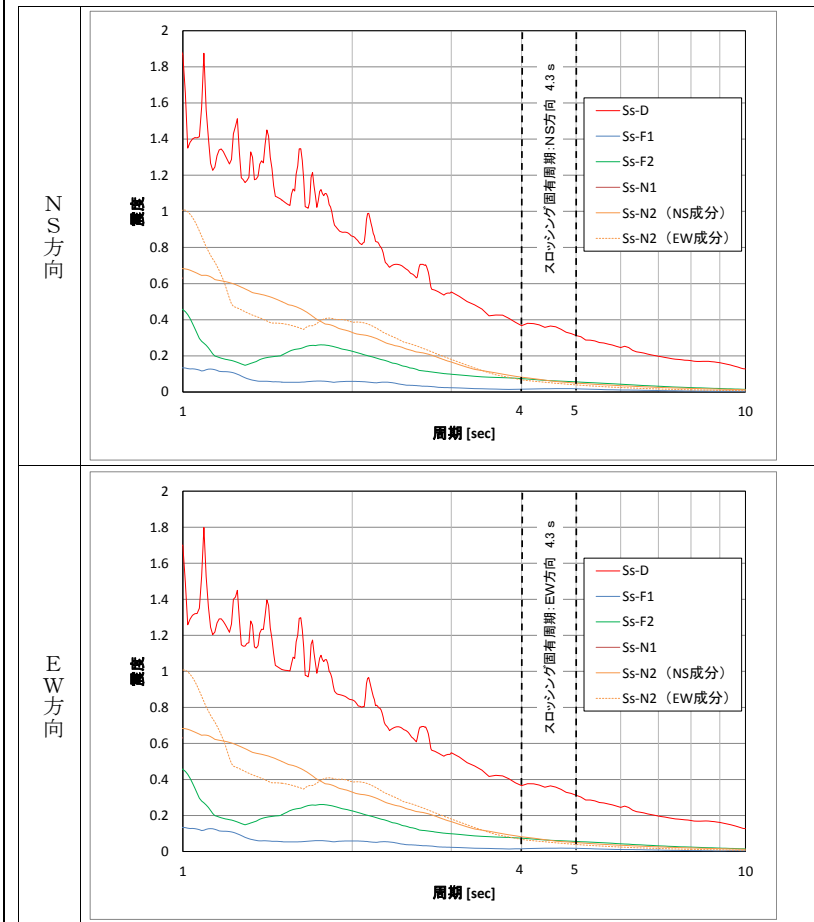 NS方向
2
1.8
1.6
1.4
1.2
1
0.8
0.6
0.4
0.2
0
震度
スロッシング固有周期:NS方向 4.3 s
Ss-D
Ss-F1
Ss-F2
Ss-N1
Ss-N2（NS成分）
Ss-N2（EW成分）
1
4
5
10
周期 [sec]
EW方向
2
1.8
1.6
1.4
1.2
1
0.8
0.6
0.4
0.2
0
震度
スロッシング固有周期:EW方向 4.3 s
Ss-D
Ss-F1
Ss-F2
Ss-N1
Ss-N2（NS成分）
Ss-N2（EW成分）
1
4
5
10
周期 [sec]